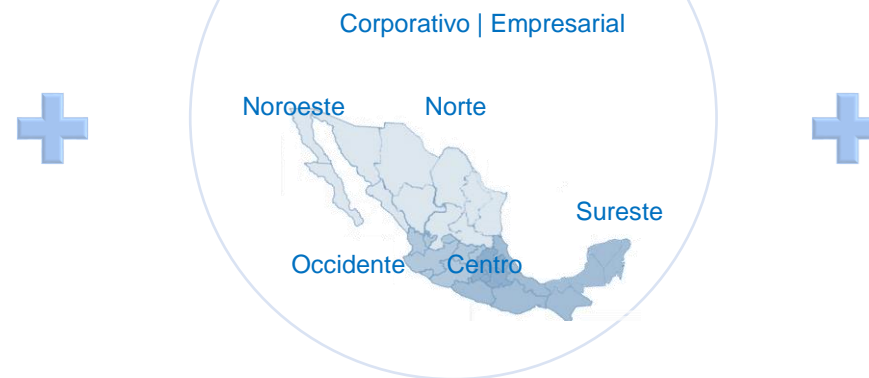 Corporativo | Empresarial
Noroeste
Norte
Sureste
Occidente
Centro